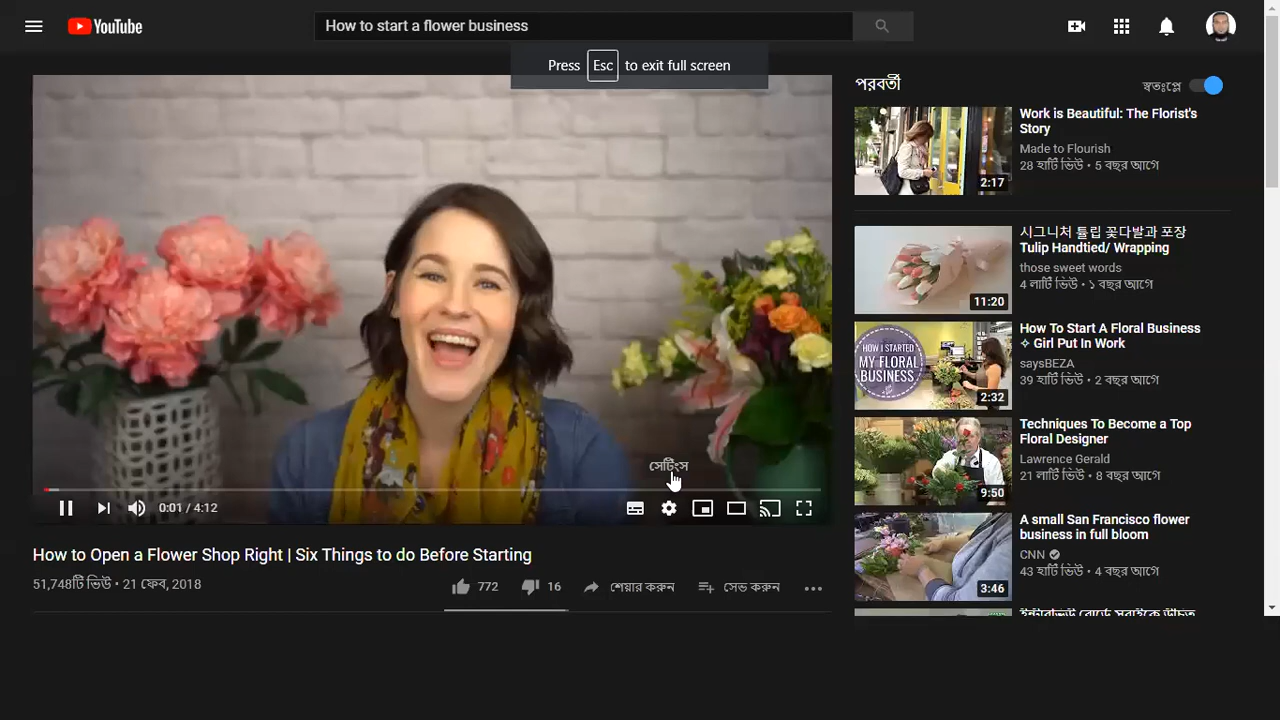 YouTube
How to start a flower business
Press Esc to exit full screen
সেটিংস
0:01 / 4:12
How to Open a Flower Shop Right | Six Things to do Before Starting
51,748টি ভিউ • 21 ফেব, 2018
772
16
শেয়ার করুন
সেভ করুন
পরবর্তী
স্বতঃপ্লে
Work is Beautiful: The Florist's
Story
Made to Flourish
28 হাটি ভিউ • 5 বছর আগে
2:17
시그니처 튤립 꽃다발과 포장
Tulip Handtied/ Wrapping
those sweet words
4 লাটি ভিউ • ১ বছর আগে
11:20
How To Start A Floral Business
✧ Girl Put In Work
saysBEZA
39 হাটি ভিউ • 2 বছর আগে
HOW I STARTED
MY FLORAL
BUSINESS
2:32
Techniques To Become a Top
Floral Designer
Lawrence Gerald
21 লাটি ভিউ • 8 বছর আগে
9:50
A small San Francisco flower
business in full bloom
CNN
43 হাটি ভিউ • 4 বছর আগে
3:46